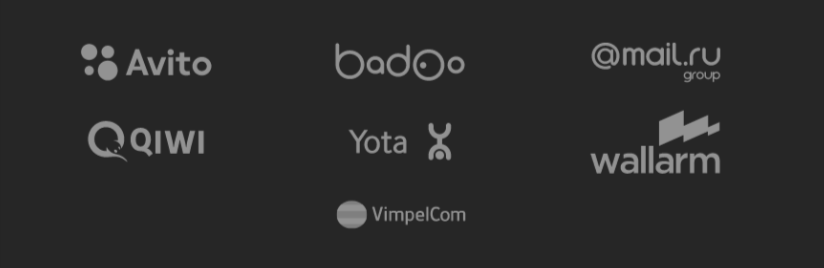 Avito
badoo
@mail.ru
group
QIWI
Yota
wallarm
VimpelCom